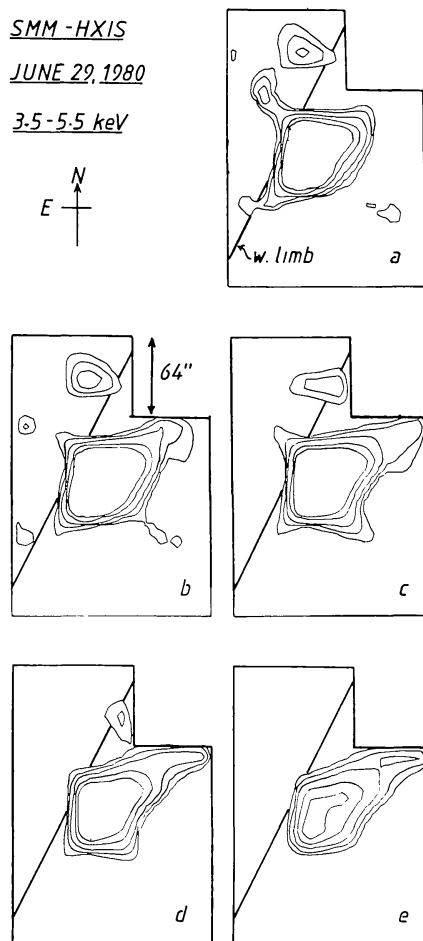 SMM-HXIS
JUNE 29, 1980
3.5-5.5 keV
N
E
w. limb
a
64"
b
c
d
e